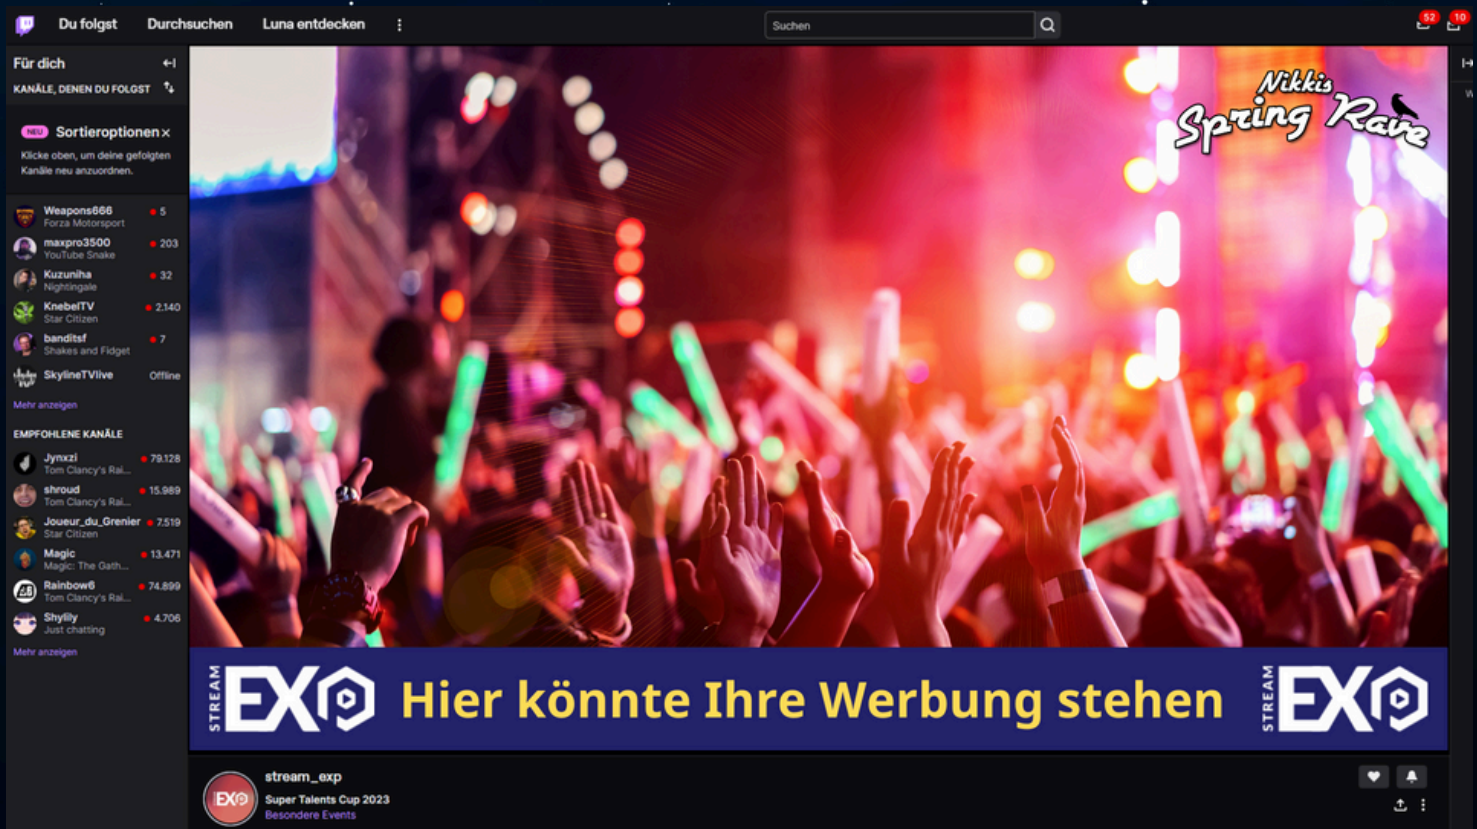 Du folgst
Durchsuchen
Luna entdecken
Suchen
52
10
Für dich
KANÄLE, DENEN DU FOLGST
NEU
Sortieroptionen
Klicke oben, um deine gefolgten
Kanäle neu anzuordnen.
Weapons666
5
Forza Motorsport
maxpro3500
203
YouTube Snake
Kuzuniha
32
Nightingale
KnebelTV
2.140
Star Citizen
banditsf
7
Shakes and Fidget
SkylineTVlive
Offline
Mehr anzeigen
EMPFOHLENE KANÄLE
Jynxzi
79.128
Tom Clancy's Rai...
shroud
15.989
Tom Clancy's Rai...
Joueur_du_Grenier
7.519
Star Citizen
Magic
13.471
Magic: The Gath...
Rainbow6
74.899
Tom Clancy's Rai...
Shylily
4.706
Just chatting
Mehr anzeigen
Nikkis
Spring Rave
STREAM
EXP
Hier könnte Ihre Werbung stehen
STREAM
EXP
EXP
stream_exp
Super Talents Cup 2023
Besondere Events